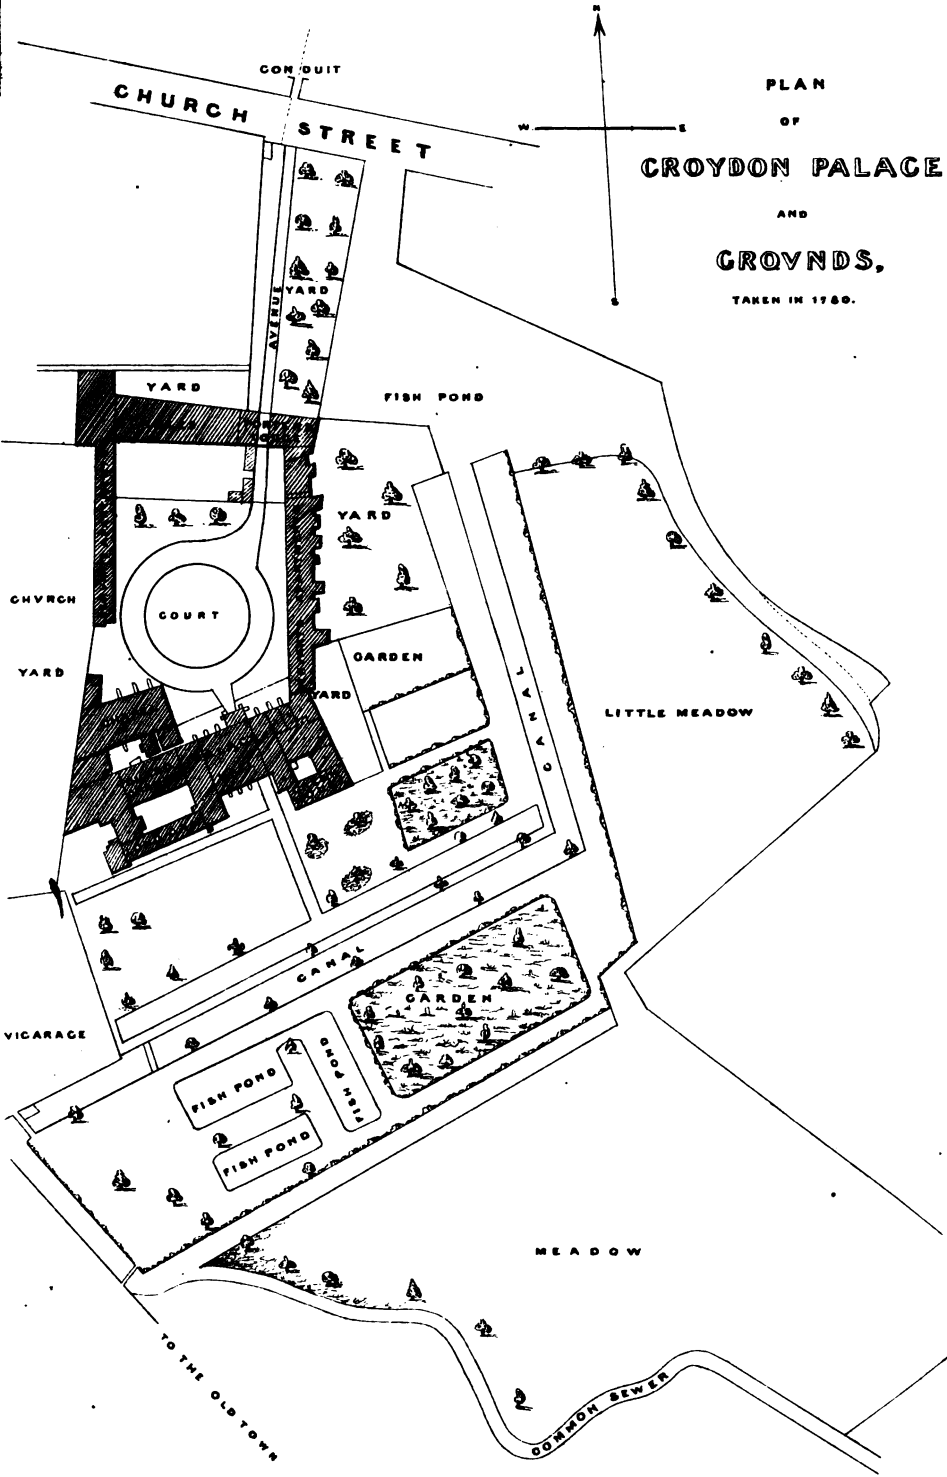 N
CONDUIT
CHURCH STREET
W. E
S
PLAN
OF
CROYDON PALACE
AND
GROVNDS,
TAKEN IN 1780.
YARD
AVENUE
YARD
FISH POND
YARD
CHVRCH
YARD
COURT
GARDEN
YARD
CANAL
LITTLE MEADOW
CANAL
GARDEN
VICARAGE
FISH POND
FISH POND
FISH POND
MEADOW
TO THE OLD TOWN
COMMON SEWER